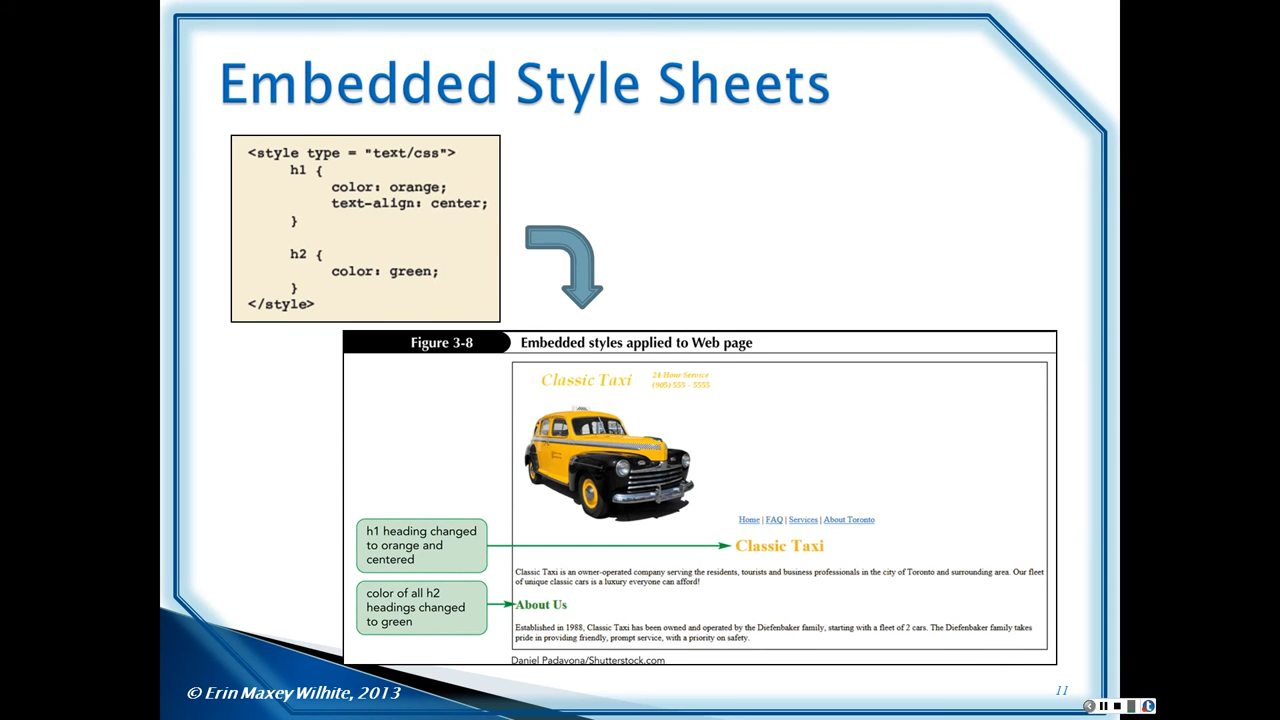 Embedded Style Sheets
<style type = "text/css">
h1 {
color: orange;
text-align: center;
}
h2 {
color: green;
}
</style>
Figure 3-8 Embedded styles applied to Web page
Classic Taxi
24 Hour Service
(905) 555 - 5555
Home | FAQ | Services | About Toronto
h1 heading changed
to orange and
centered
Classic Taxi
Classic Taxi is an owner-operated company serving the residents, tourists and business professionals in the city of Toronto and surrounding area. Our fleet
of unique classic cars is a luxury everyone can afford!
color of all h2
headings changed
to green
About Us
Established in 1988, Classic Taxi has been owned and operated by the Diefenbaker family, starting with a fleet of 2 cars. The Diefenbaker family takes
pride in providing friendly, prompt service, with a priority on safety.
Daniel Padavona/Shutterstock.com
© Erin Maxey Wilhite, 2013
11